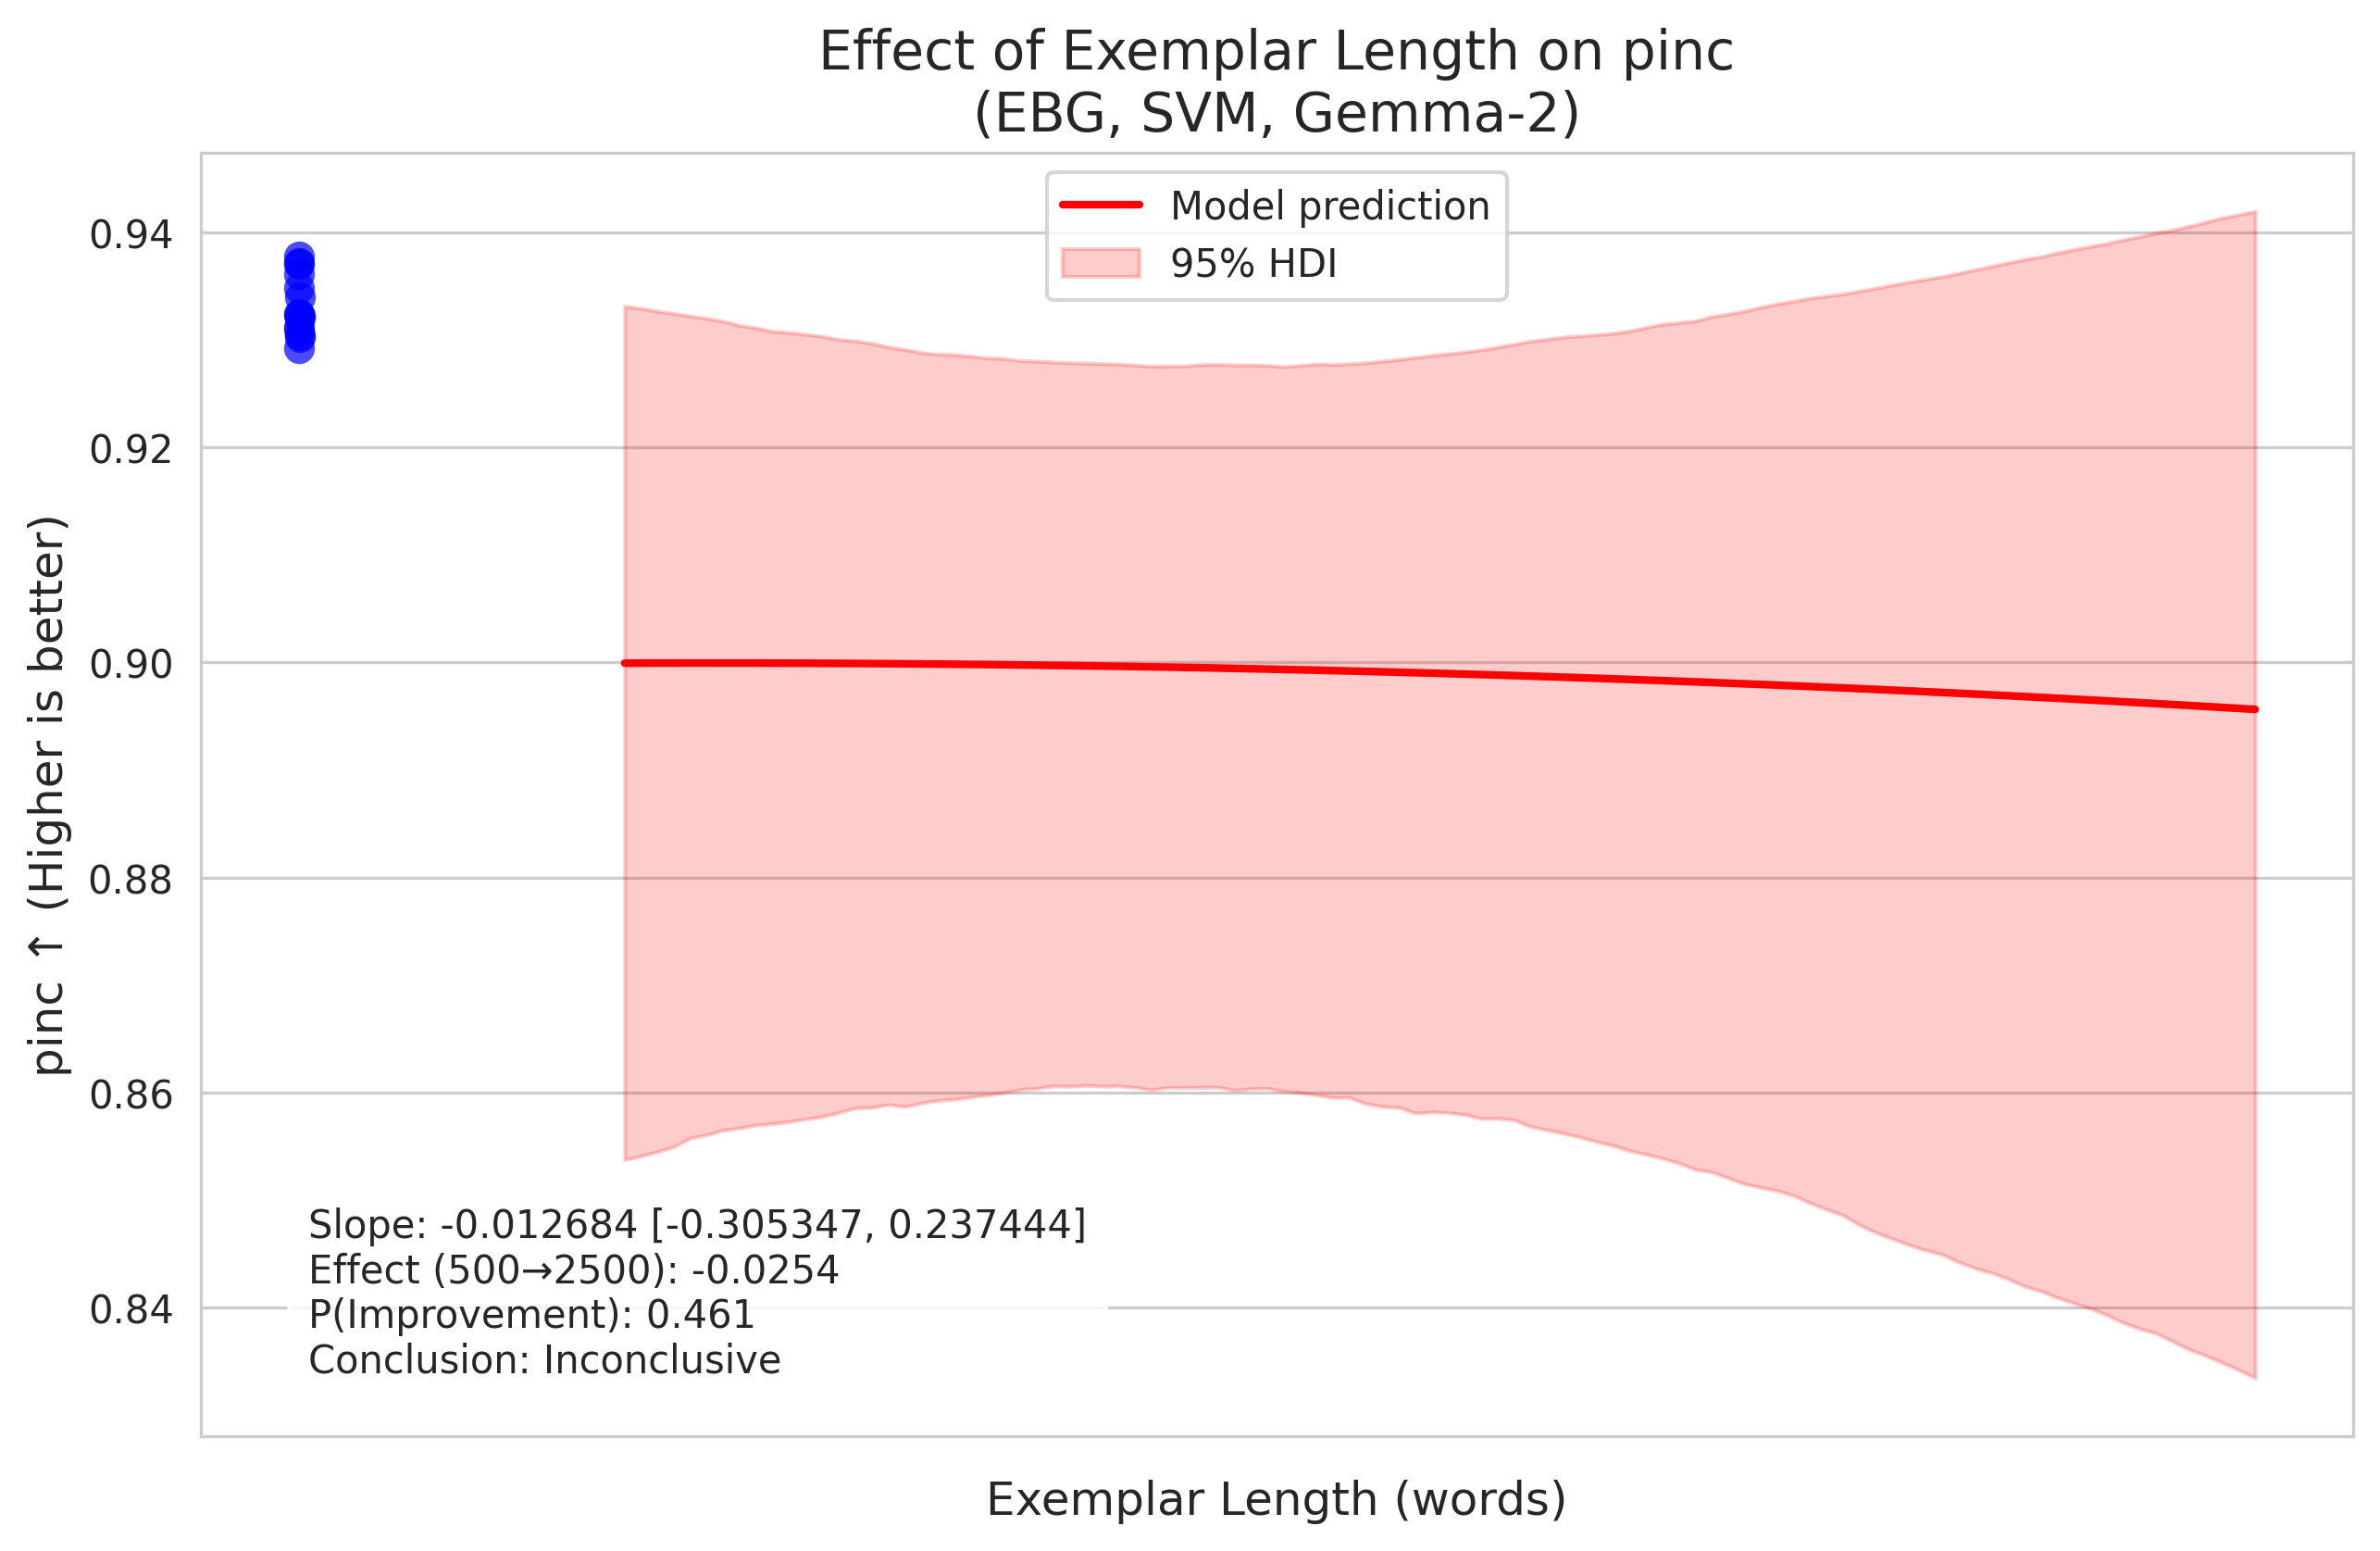 Effect of Exemplar Length on pinc
(EBG, SVM, Gemma-2)
Model prediction
95% HDI
0.94
0.92
0.90
0.88
0.86
0.84
pinc ↑ (Higher is better)
Slope: -0.012684 [-0.305347, 0.237444]
Effect (500→2500): -0.0254
P(Improvement): 0.461
Conclusion: Inconclusive
Exemplar Length (words)